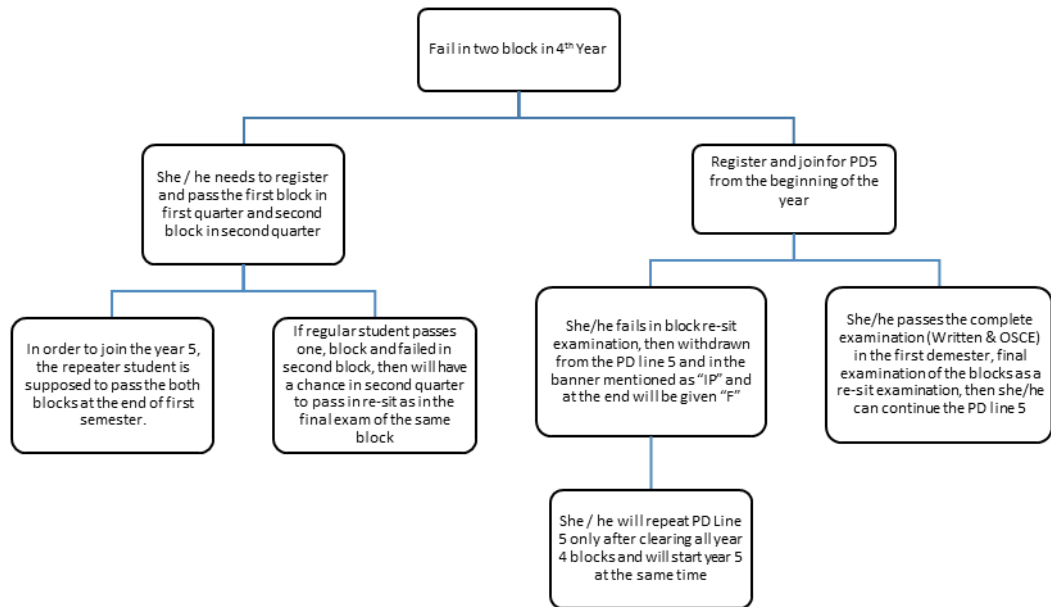 Fail in two block in 4th Year
She / he needs to register
and pass the first block in
first quarter and second
block in second quarter
Register and join for PD5
from the beginning of the
year
In order to join the year 5,
the repeater student is
supposed to pass the both
blocks at the end of first
semester.
If regular student passes
one, block and failed in
second block, then will have
a chance in second quarter
to pass in re-sit as in the
final exam of the same
block
She/he fails in block re-sit
examination, then withdrawn
from the PD line 5 and in the
banner mentioned as “IP” and
at the end will be given “F”
She/he passes the complete
examination (Written & OSCE)
in the first demester, final
examination of the blocks as a
re-sit examination, then she/he
can continue the PD line 5
She / he will repeat PD Line
5 only after clearing all year
4 blocks and will start year 5
at the same time